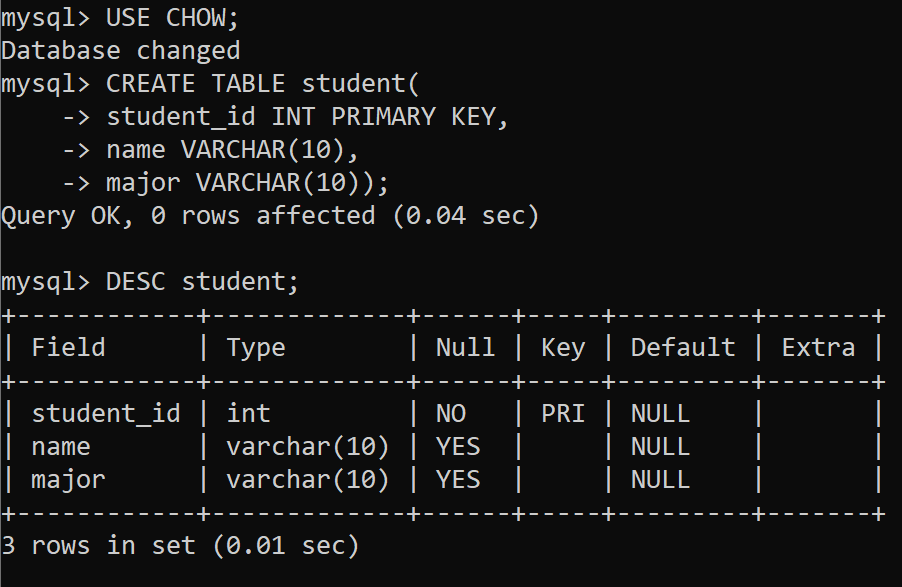 mysql> USE CHOW;
Database changed
mysql> CREATE TABLE student(
    -> student_id INT PRIMARY KEY,
    -> name VARCHAR(10),
    -> major VARCHAR(10));
Query OK, 0 rows affected (0.04 sec)

mysql> DESC student;
+------------+-------------+------+-----+---------+-------+
| Field      | Type        | Null | Key | Default | Extra |
+------------+-------------+------+-----+---------+-------+
| student_id | int         | NO   | PRI | NULL    |       |
| name       | varchar(10) | YES  |     | NULL    |       |
| major      | varchar(10) | YES  |     | NULL    |       |
+------------+-------------+------+-----+---------+-------+
3 rows in set (0.01 sec)